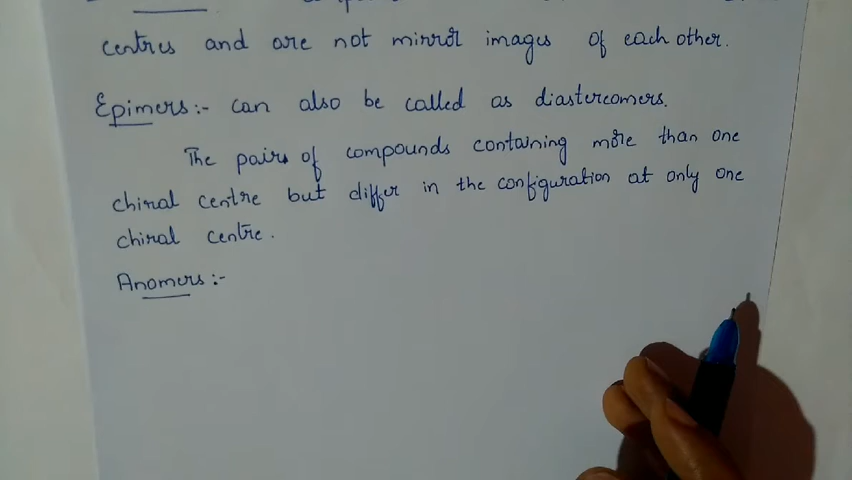 centres and are not mirror images of each other.
Epimers:- can also be called as diastereomers.
The pairs of compounds containing more than one
chiral centre but differ in the configuration at only one
chiral centre.
Anomers:-